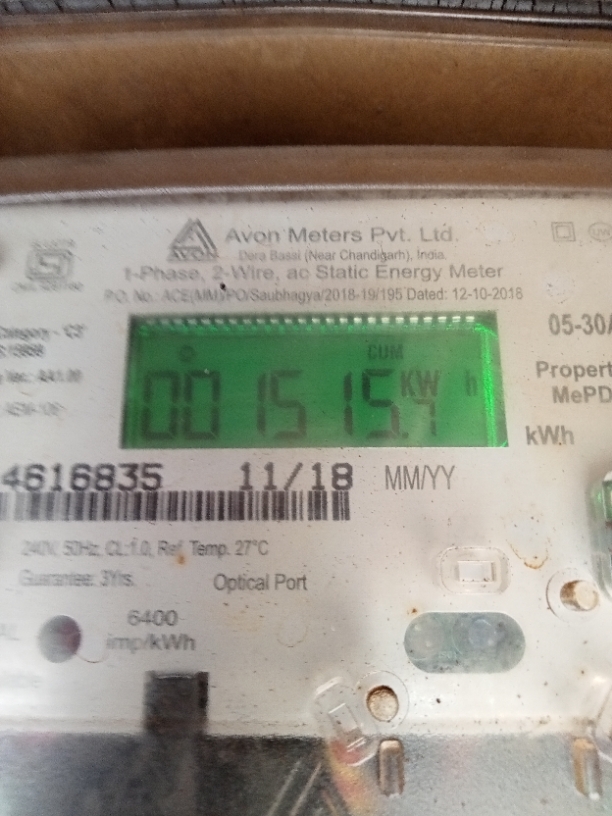 AVON
Avon Meters Pvt. Ltd.
Dera Bassi (Near Chandigarh), India.
1-Phase, 2-Wire, ac Static Energy Meter
P.O. No.: ACE(MM)/PO/Saubhagya/2018-19/195 Dated: 12-10-2018
Category - 'C3'
05-30A
CUM
001515.7 KW h
Propert
MePD
kWh
4616835 11/18 MM/YY
240V, 50Hz, CL:1.0, Ref. Temp. 27°C
Guarantee: 3Yrs.
Optical Port
6400
imp/kWh